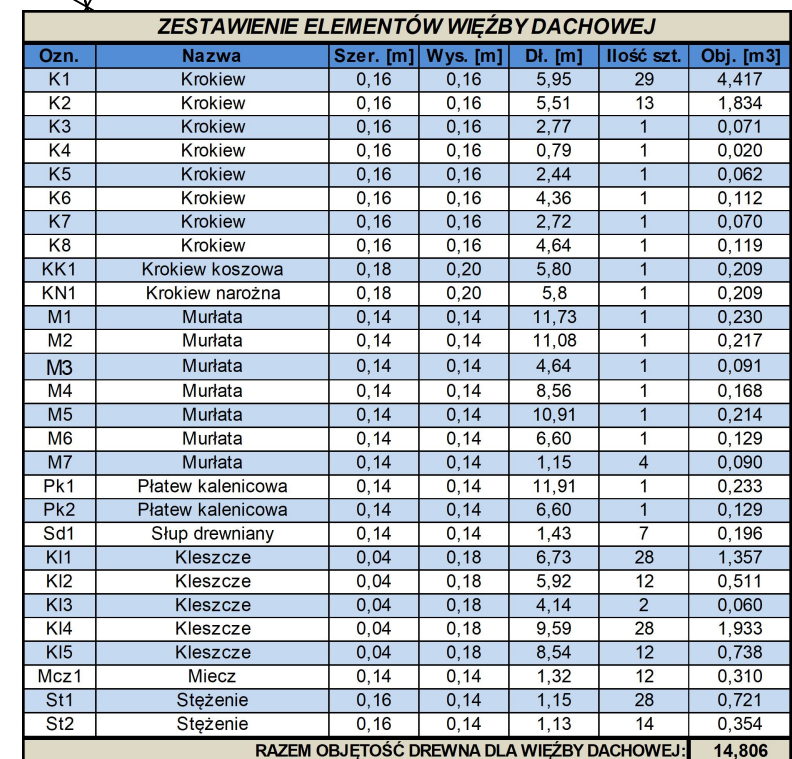 ZESTAWIENIE ELEMENTÓW WIĘŹBY DACHOWEJ
Ozn. Nazwa Szer. [m] Wys. [m] Dł. [m] Ilość szt. Obj. [m3]
K1 Krokiew 0,16 0,16 5,95 29 4,417
K2 Krokiew 0,16 0,16 5,51 13 1,834
K3 Krokiew 0,16 0,16 2,77 1 0,071
K4 Krokiew 0,16 0,16 0,79 1 0,020
K5 Krokiew 0,16 0,16 2,44 1 0,062
K6 Krokiew 0,16 0,16 4,36 1 0,112
K7 Krokiew 0,16 0,16 2,72 1 0,070
K8 Krokiew 0,16 0,16 4,64 1 0,119
KK1 Krokiew koszowa 0,18 0,20 5,80 1 0,209
KN1 Krokiew narożna 0,18 0,20 5,8 1 0,209
M1 Murłata 0,14 0,14 11,73 1 0,230
M2 Murłata 0,14 0,14 11,08 1 0,217
M3 Murłata 0,14 0,14 4,64 1 0,091
M4 Murłata 0,14 0,14 8,56 1 0,168
M5 Murłata 0,14 0,14 10,91 1 0,214
M6 Murłata 0,14 0,14 6,60 1 0,129
M7 Murłata 0,14 0,14 1,15 4 0,090
Pk1 Płatew kalenicowa 0,14 0,14 11,91 1 0,233
Pk2 Płatew kalenicowa 0,14 0,14 6,60 1 0,129
Sd1 Słup drewniany 0,14 0,14 1,43 7 0,196
Kl1 Kleszcze 0,04 0,18 6,73 28 1,357
Kl2 Kleszcze 0,04 0,18 5,92 12 0,511
Kl3 Kleszcze 0,04 0,18 4,14 2 0,060
Kl4 Kleszcze 0,04 0,18 9,59 28 1,933
Kl5 Kleszcze 0,04 0,18 8,54 12 0,738
Mcz1 Miecz 0,14 0,14 1,32 12 0,310
St1 Stężenie 0,16 0,14 1,15 28 0,721
St2 Stężenie 0,16 0,14 1,13 14 0,354
RAZEM OBJĘTOŚĆ DREWNA DLA WIĘŹBY DACHOWEJ: 14,806